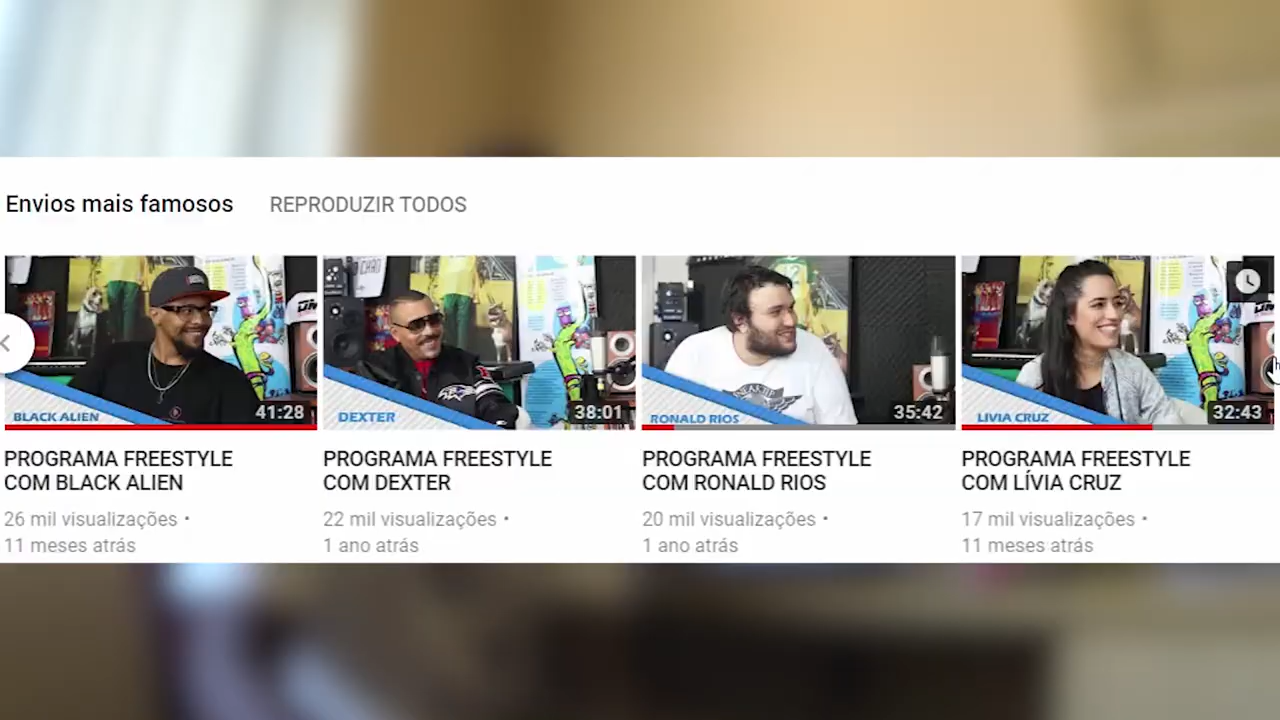 Envios mais famosos
REPRODUZIR TODOS
BLACK ALIEN
41:28
DEXTER
38:01
RONALD RIOS
35:42
LIVIA CRUZ
32:43
PROGRAMA FREESTYLE
COM BLACK ALIEN
26 mil visualizações •
11 meses atrás
PROGRAMA FREESTYLE
COM DEXTER
22 mil visualizações •
1 ano atrás
PROGRAMA FREESTYLE
COM RONALD RIOS
20 mil visualizações •
1 ano atrás
PROGRAMA FREESTYLE
COM LÍVIA CRUZ
17 mil visualizações •
11 meses atrás